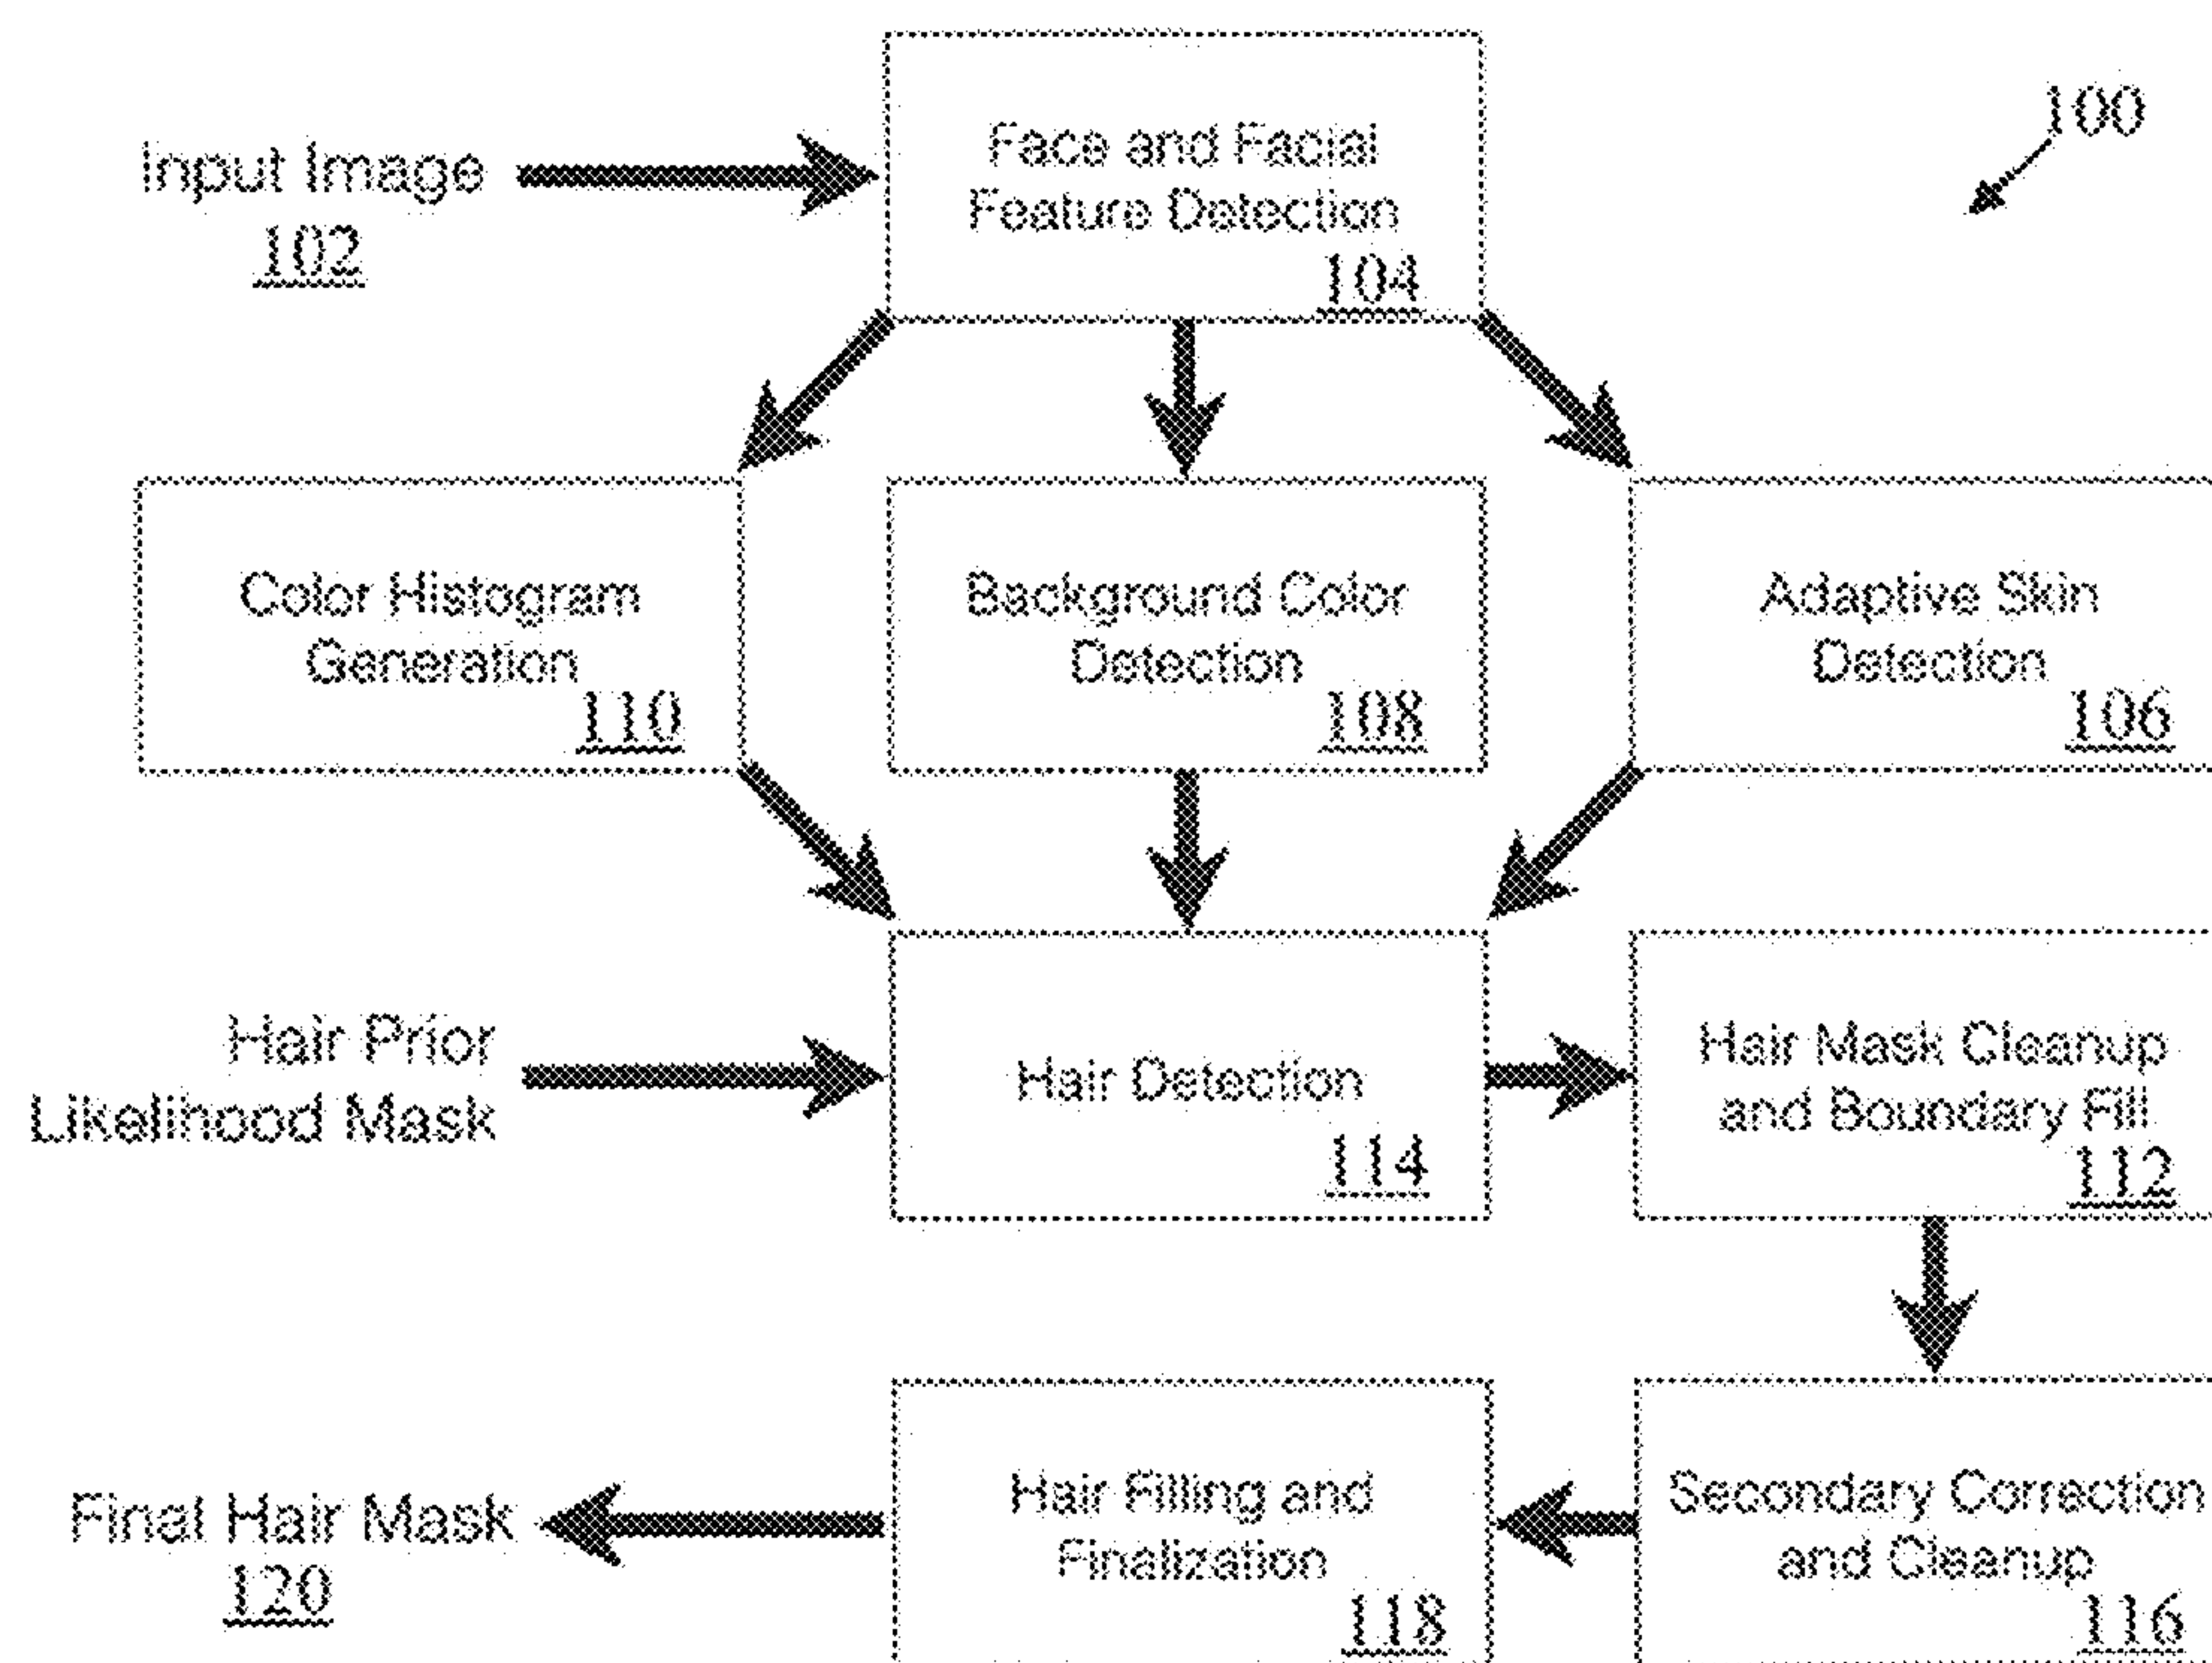 100
Input Image
102
Face and Facial
Feature Detection
104
Color Histogram
Generation
110
Background Color
Detection
108
Adaptive Skin
Detection
106
Hair Prior
Likelihood Mask
Hair Detection
114
Hair Mask Cleanup
and Boundary Fill
112
Secondary Correction
and Cleanup
116
Hair Filling and
Finalization
118
Final Hair Mask
120